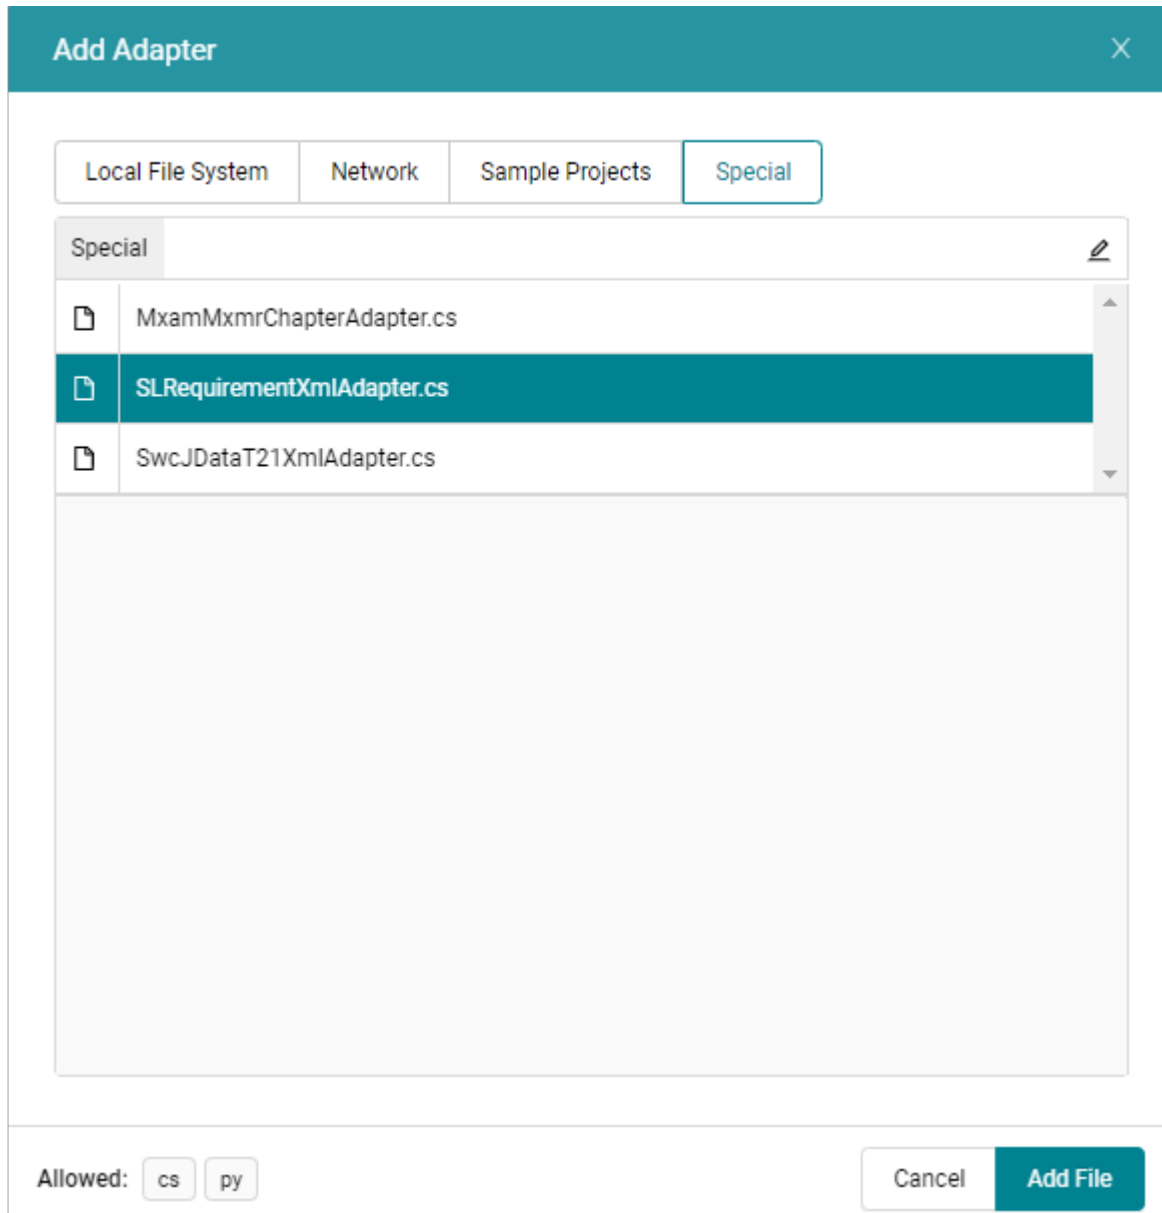 Add Adapter
Local File System Network Sample Projects Special
Special
MxamMxmrChapterAdapter.cs
SLRequirementXmlAdapter.cs
SwcJDataT21XmlAdapter.cs
Allowed: cs py Cancel Add File